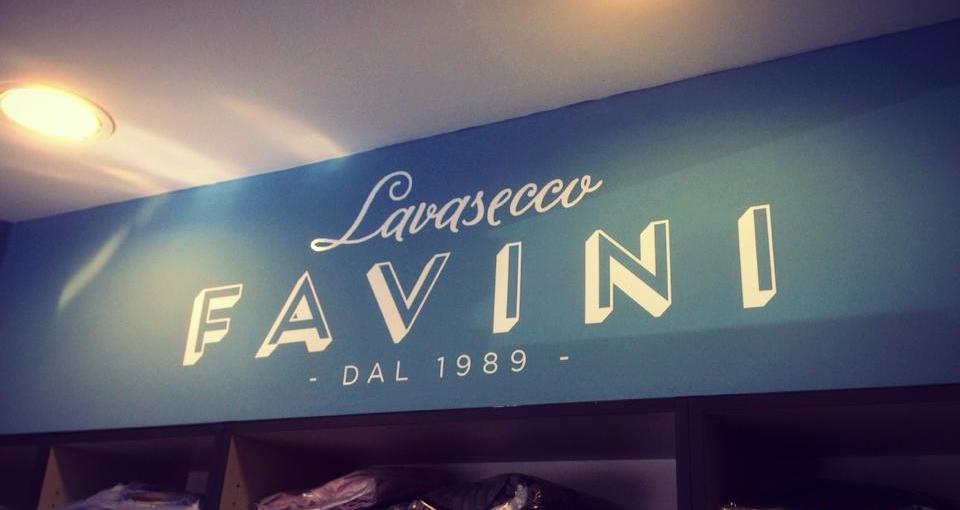 Lavasecco
FAVINI
- DAL 1989 -